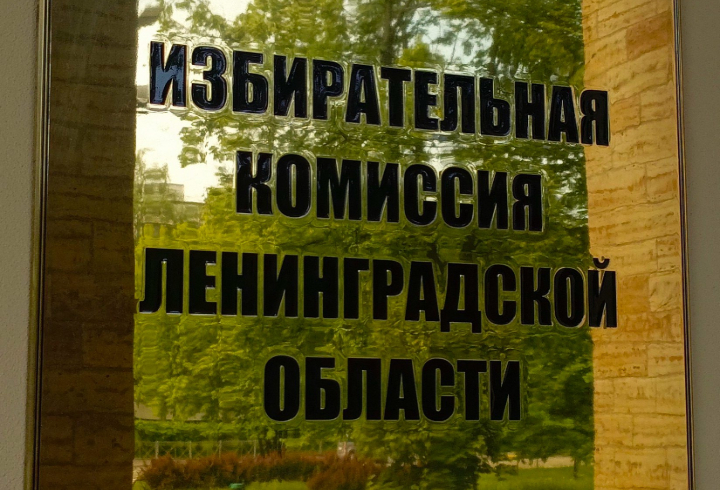 ИЗБИРАТЕЛЬНАЯ
КОМИССИЯ
ЛЕНИНГРАДСКОЙ
ОБЛАСТИ